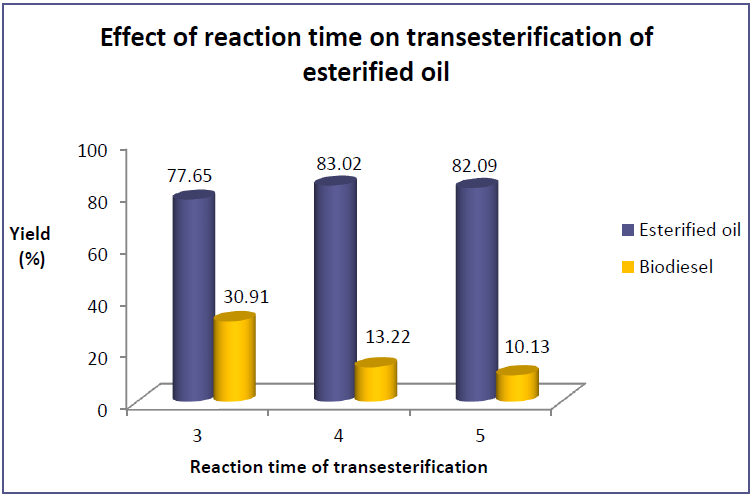 Effect of reaction time on transesterification of
esterified oil
100
80
60
40
20
0
Yield
(%)
77.65
83.02
82.09
30.91
13.22
10.13
Esterified oil
Biodiesel
3
4
5
Reaction time of transesterification